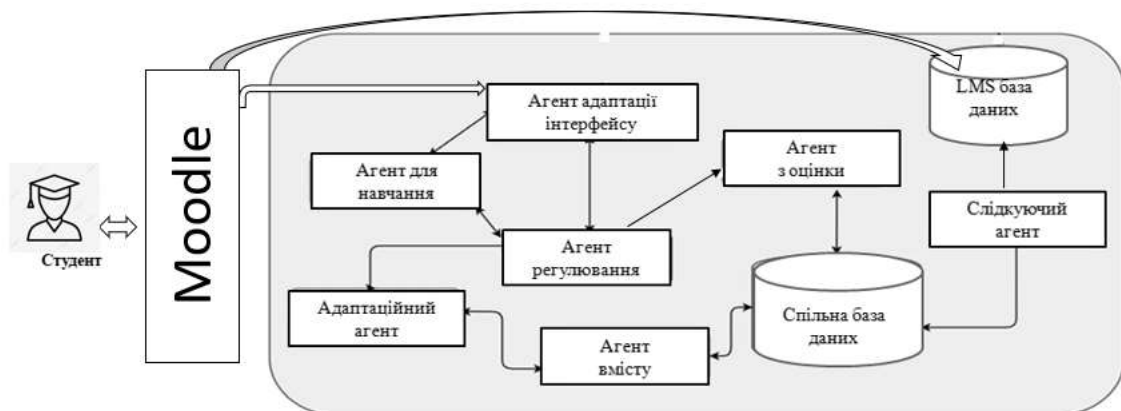 Moodle
Студент
Агент адаптації
інтерфейсу
LMS база
даних
Агент для
навчання
Агент
з оцінки
Слідкуючий
агент
Агент
регулювання
Адаптаційний
агент
Спільна база
даних
Агент
вмісту